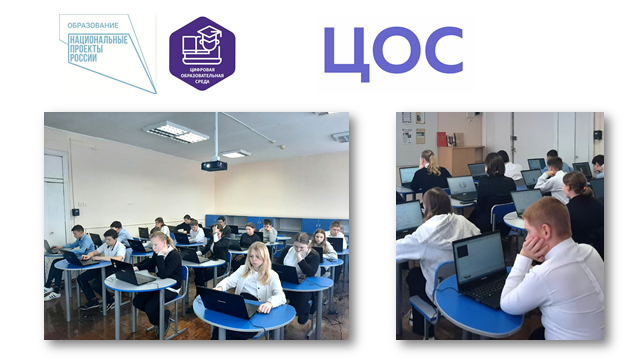 ОБРАЗОВАНИЕ
НАЦИОНАЛЬНЫЕ
ПРОЕКТЫ
РОССИИ
ЦИФРОВАЯ
ОБРАЗОВАТЕЛЬНАЯ
СРЕДА
ЦОС